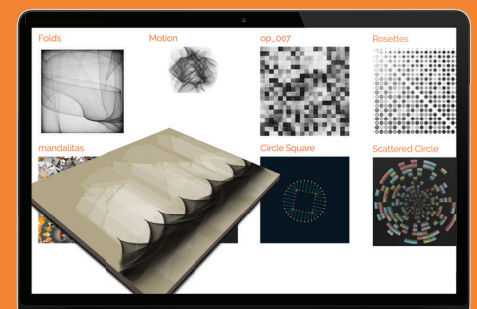 Folds
Motion
op_007
Rosettes
mandalitas
Circle Square
Scattered Circle